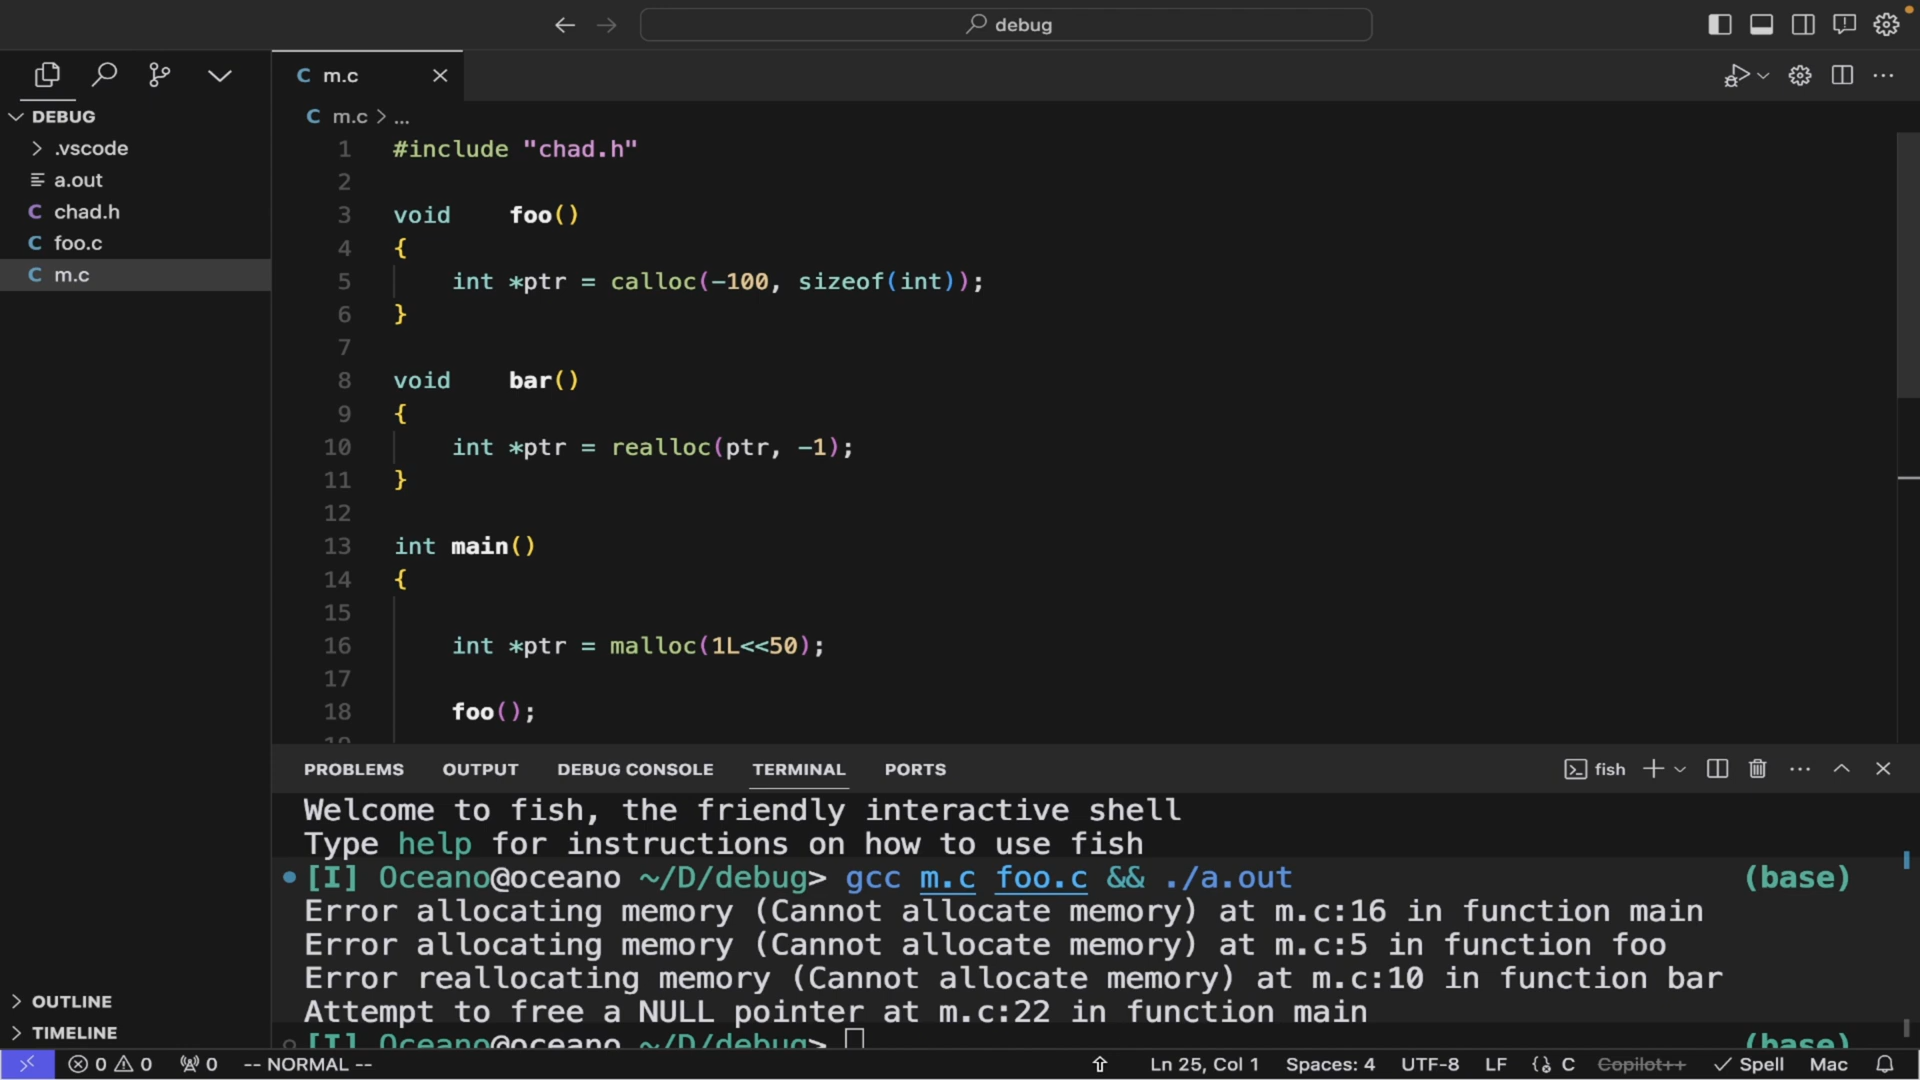 debug
C m.c
DEBUG
.vscode
a.out
C chad.h
C foo.c
C m.c
C m.c > ...
1 #include "chad.h"
2
3 void    foo()
4 {
5     int *ptr = calloc(-100, sizeof(int));
6 }
7
8 void    bar()
9 {
10     int *ptr = realloc(ptr, -1);
11 }
12
13 int main()
14 {
15
16     int *ptr = malloc(1L<<50);
17
18     foo();
19
PROBLEMS OUTPUT DEBUG CONSOLE TERMINAL PORTS fish
Welcome to fish, the friendly interactive shell
Type help for instructions on how to use fish
[I] Oceano@oceano ~/D/debug> gcc m.c foo.c && ./a.out (base)
Error allocating memory (Cannot allocate memory) at m.c:16 in function main
Error allocating memory (Cannot allocate memory) at m.c:5 in function foo
Error reallocating memory (Cannot allocate memory) at m.c:10 in function bar
Attempt to free a NULL pointer at m.c:22 in function main
[I] Oceano@oceano ~/D/debug> (base)
OUTLINE
TIMELINE
0 0 0 -- NORMAL -- Ln 25, Col 1 Spaces: 4 UTF-8 LF C Copilot++ Spell Mac